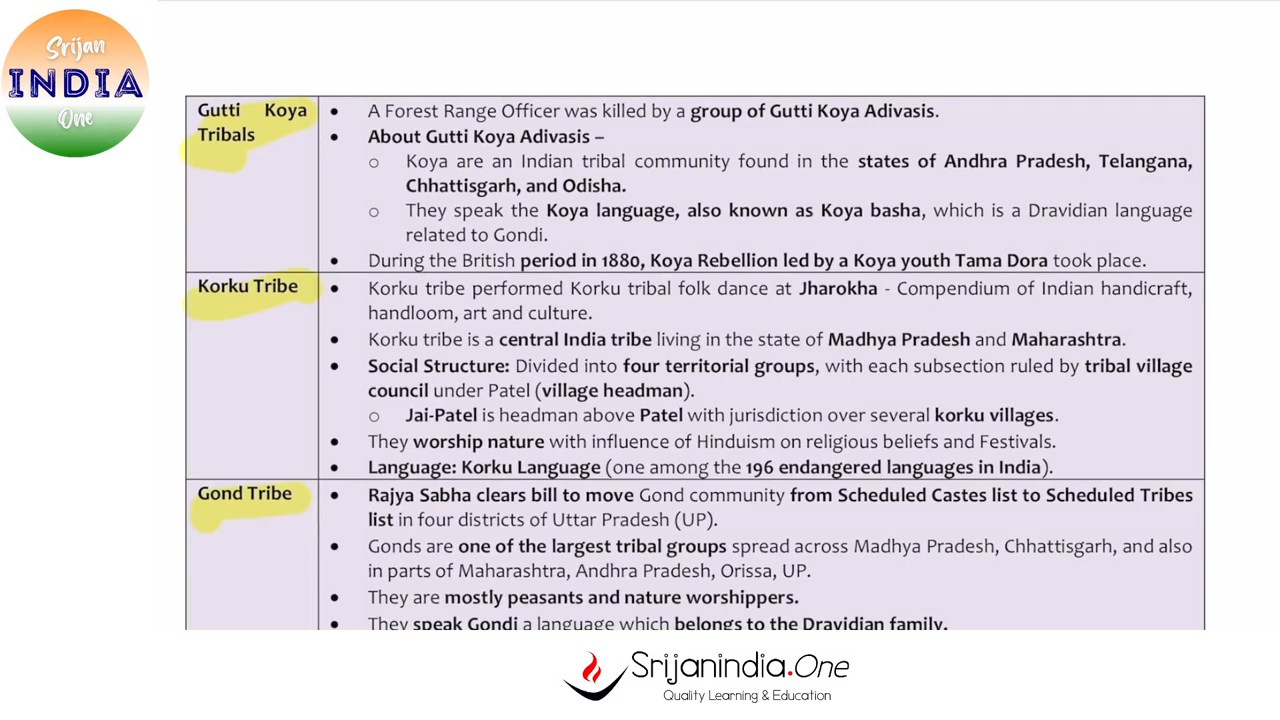 Srijan
INDIA
One
Gutti Koya
Tribals
• A Forest Range Officer was killed by a group of Gutti Koya Adivasis.
• About Gutti Koya Adivasis –
o Koya are an Indian tribal community found in the states of Andhra Pradesh, Telangana,
Chhattisgarh, and Odisha.
o They speak the Koya language, also known as Koya basha, which is a Dravidian language
related to Gondi.
• During the British period in 1880, Koya Rebellion led by a Koya youth Tama Dora took place.
Korku Tribe
• Korku tribe performed Korku tribal folk dance at Jharokha - Compendium of Indian handicraft,
handloom, art and culture.
• Korku tribe is a central India tribe living in the state of Madhya Pradesh and Maharashtra.
• Social Structure: Divided into four territorial groups, with each subsection ruled by tribal village
council under Patel (village headman).
o Jai-Patel is headman above Patel with jurisdiction over several korku villages.
• They worship nature with influence of Hinduism on religious beliefs and Festivals.
• Language: Korku Language (one among the 196 endangered languages in India).
Gond Tribe
• Rajya Sabha clears bill to move Gond community from Scheduled Castes list to Scheduled Tribes
list in four districts of Uttar Pradesh (UP).
• Gonds are one of the largest tribal groups spread across Madhya Pradesh, Chhattisgarh, and also
in parts of Maharashtra, Andhra Pradesh, Orissa, UP.
• They are mostly peasants and nature worshippers.
• They speak Gondi a language which belongs to the Dravidian family.
Srijanindia.One
Quality Learning & Education